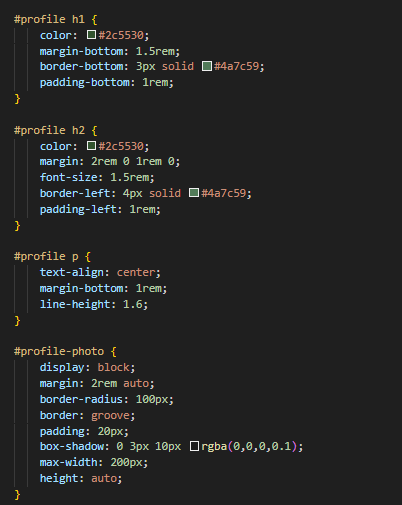 #profile h1 {
color: #2c5530;
margin-bottom: 1.5rem;
border-bottom: 3px solid #4a7c59;
padding-bottom: 1rem;
}
#profile h2 {
color: #2c5530;
margin: 2rem 0 1rem 0;
font-size: 1.5rem;
border-left: 4px solid #4a7c59;
padding-left: 1rem;
}
#profile p {
text-align: center;
margin-bottom: 1rem;
line-height: 1.6;
}
#profile-photo {
display: block;
margin: 2rem auto;
border-radius: 100px;
border: groove;
padding: 20px;
box-shadow: 0 3px 10px rgba(0,0,0,0.1);
max-width: 200px;
height: auto;
}